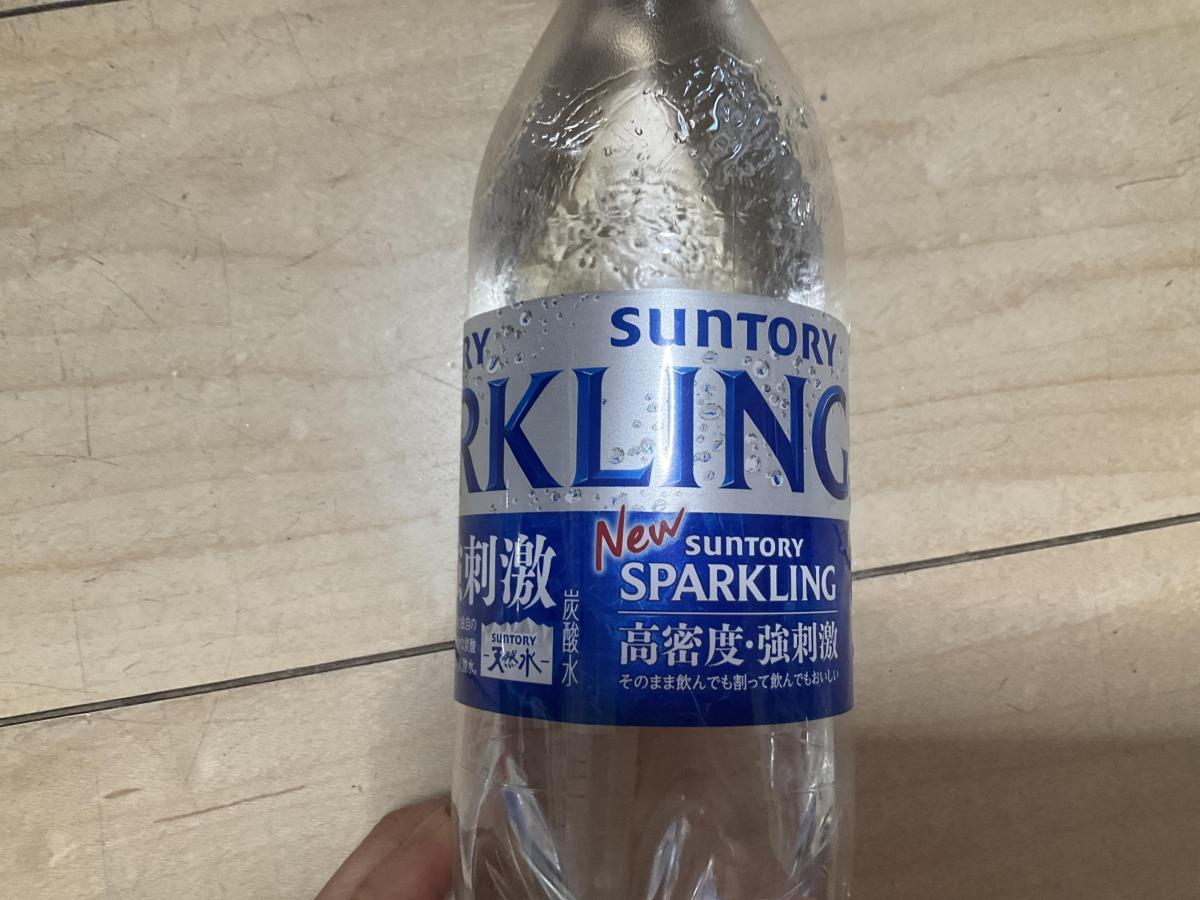 RY
SUNTORY
RKLING
刺激
炭酸水
SUNTORY
天然水
New
SUNTORY
SPARKLING
高密度・強刺激
そのまま飲んでも割って飲んでもおいしい